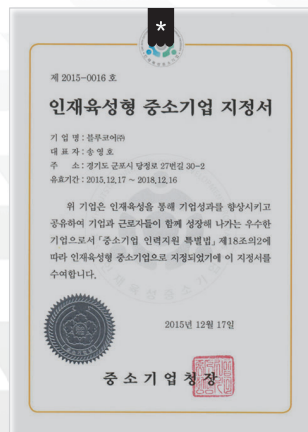 *
제 2015-0016 호
인재육성형 중소기업 지정서
기 업 명 : 블루코어㈜
대 표 자 : 송 영 호
주 소 : 경기도 군포시 당정로 27번길 30-2
유효기간 : 2015.12.17 ~ 2018.12.16
위 기업은 인재육성을 통해 기업성과를 향상시키고
공유하여 기업과 근로자들이 함께 성장해 나가는 우수한
기업으로서 「중소기업 인력지원 특별법」 제18조의2에
따라 인재육성형 중소기업으로 지정되었기에 이 지정서를
수여합니다.
2015년 12월 17일
중 소 기 업 청 장